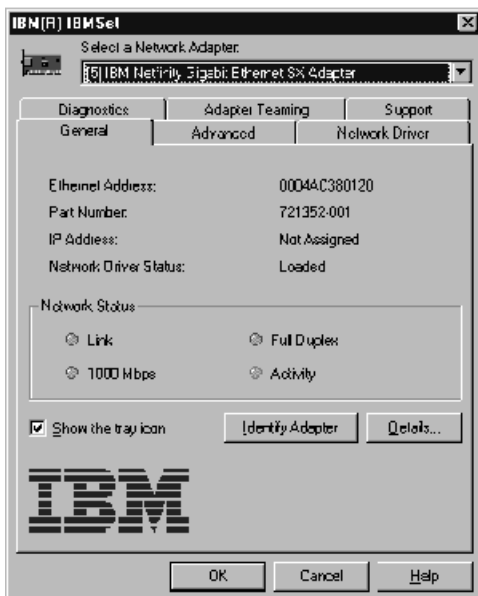 IBM(R) IBMSet
Select a Network Adapter:
[5] IBM Netfinity Gigabit Ethernet SX Adapter
Diagnostics Adapter Teaming Support
General Advanced Network Driver
Ethernet Address: 0004AC380120
Part Number: 721352-001
IP Address: Not Assigned
Network Driver Status: Loaded
Network Status
Link Full Duplex
1000 Mbps Activity
Show the tray icon Identify Adapter Details...
IBM
OK Cancel Help